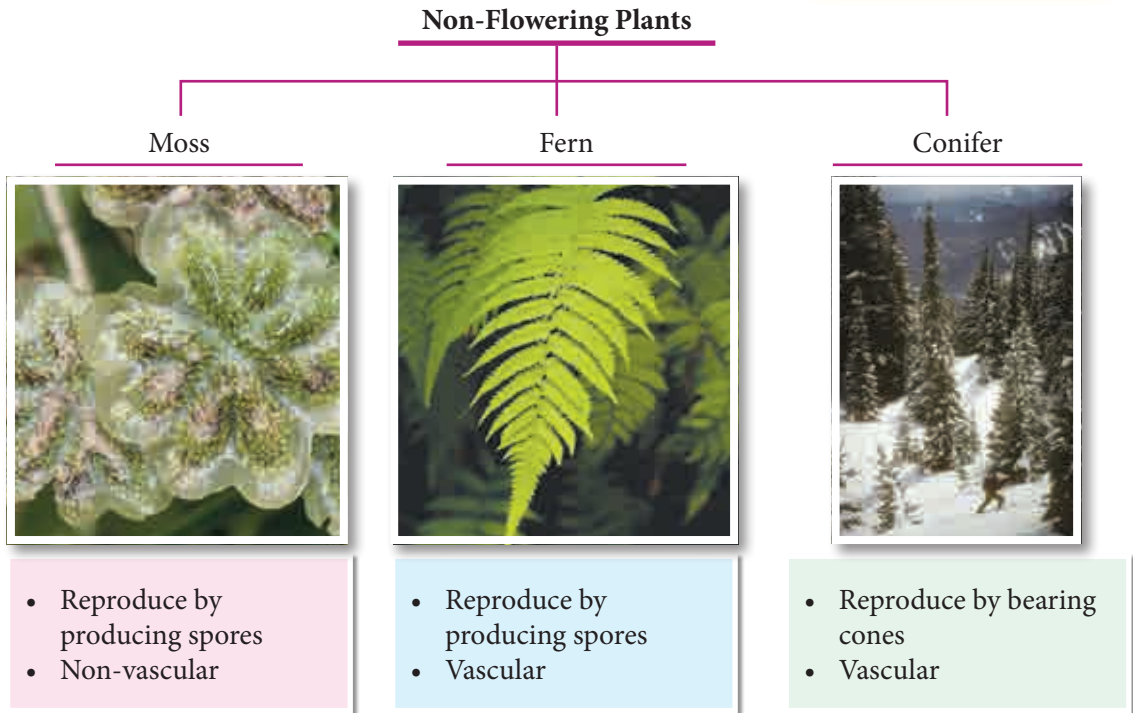 Non-Flowering Plants
Moss
Fern
Conifer
• Reproduce by
producing spores
• Non-vascular
• Reproduce by
producing spores
• Vascular
• Reproduce by bearing
cones
• Vascular